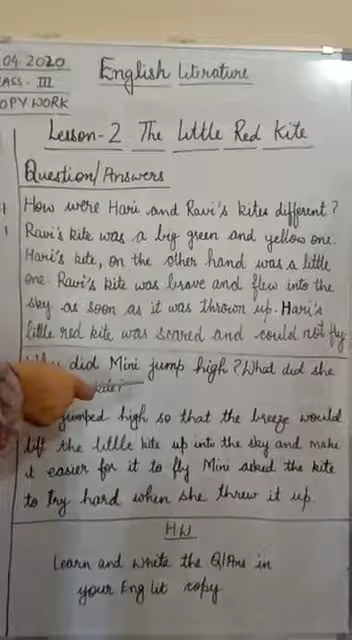 04 2020
English Literature
ASS - III
OPY WORK
Lesson-2 The Little Red Kite
Question/Answers
How were Hari and Ravi's kites different?
Ravi's kite was a big green and yellow one.
Hari's kite, on the other hand was a little
one. Ravi's kite was brave and flew into the
sky as soon as it was thrown up. Hari's
little red kite was scared and could not fly
did Mini jump high? What did she
jumped high so that the breeze would
lift the little kite up into the sky and make
it easier for it to fly Mini asked the kite
to try hard when she threw it up.
HW
Learn and write the Q/Ans in
your Eng lit copy